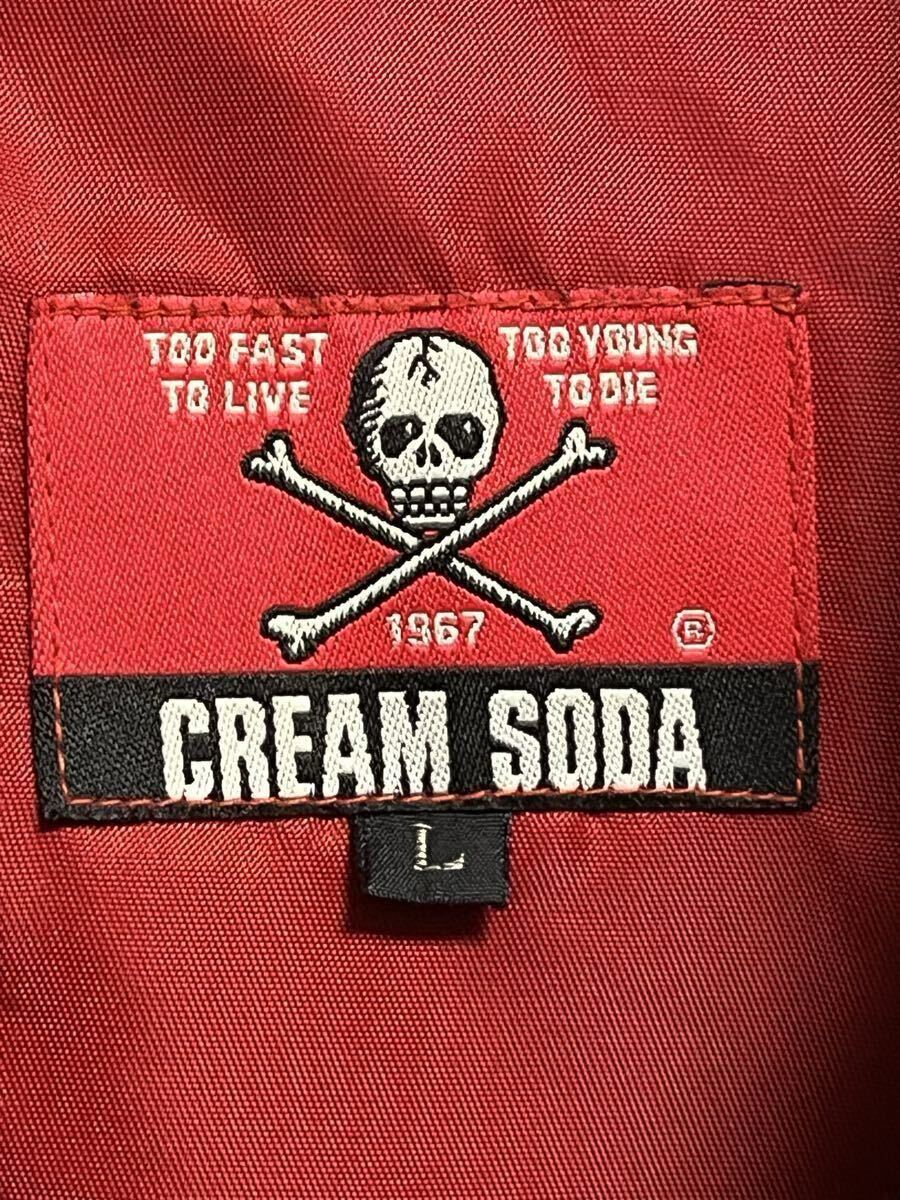 TOO FAST
TO LIVE
TOO YOUNG
TO DIE
1967
®
CREAM SODA
L